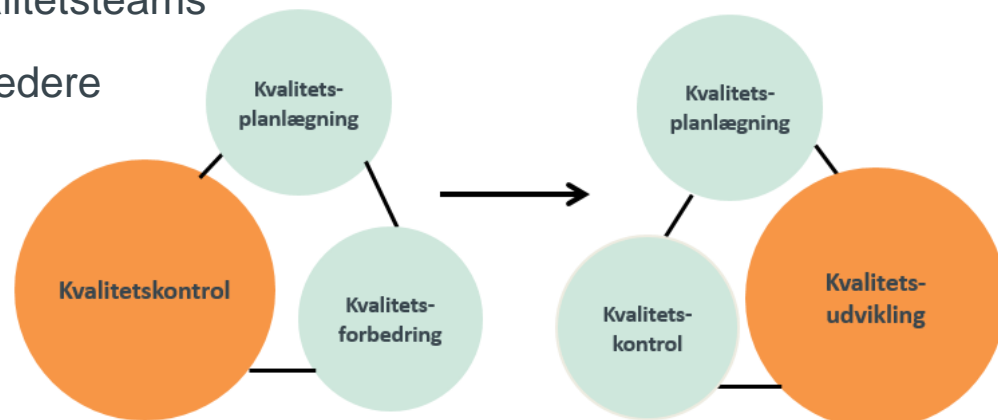 Kvalitets-
planlægning
Kvalitetskontrol
Kvalitets-
forbedring
Kvalitets-
planlægning
Kvalitets-
kontrol
Kvalitets-
udvikling